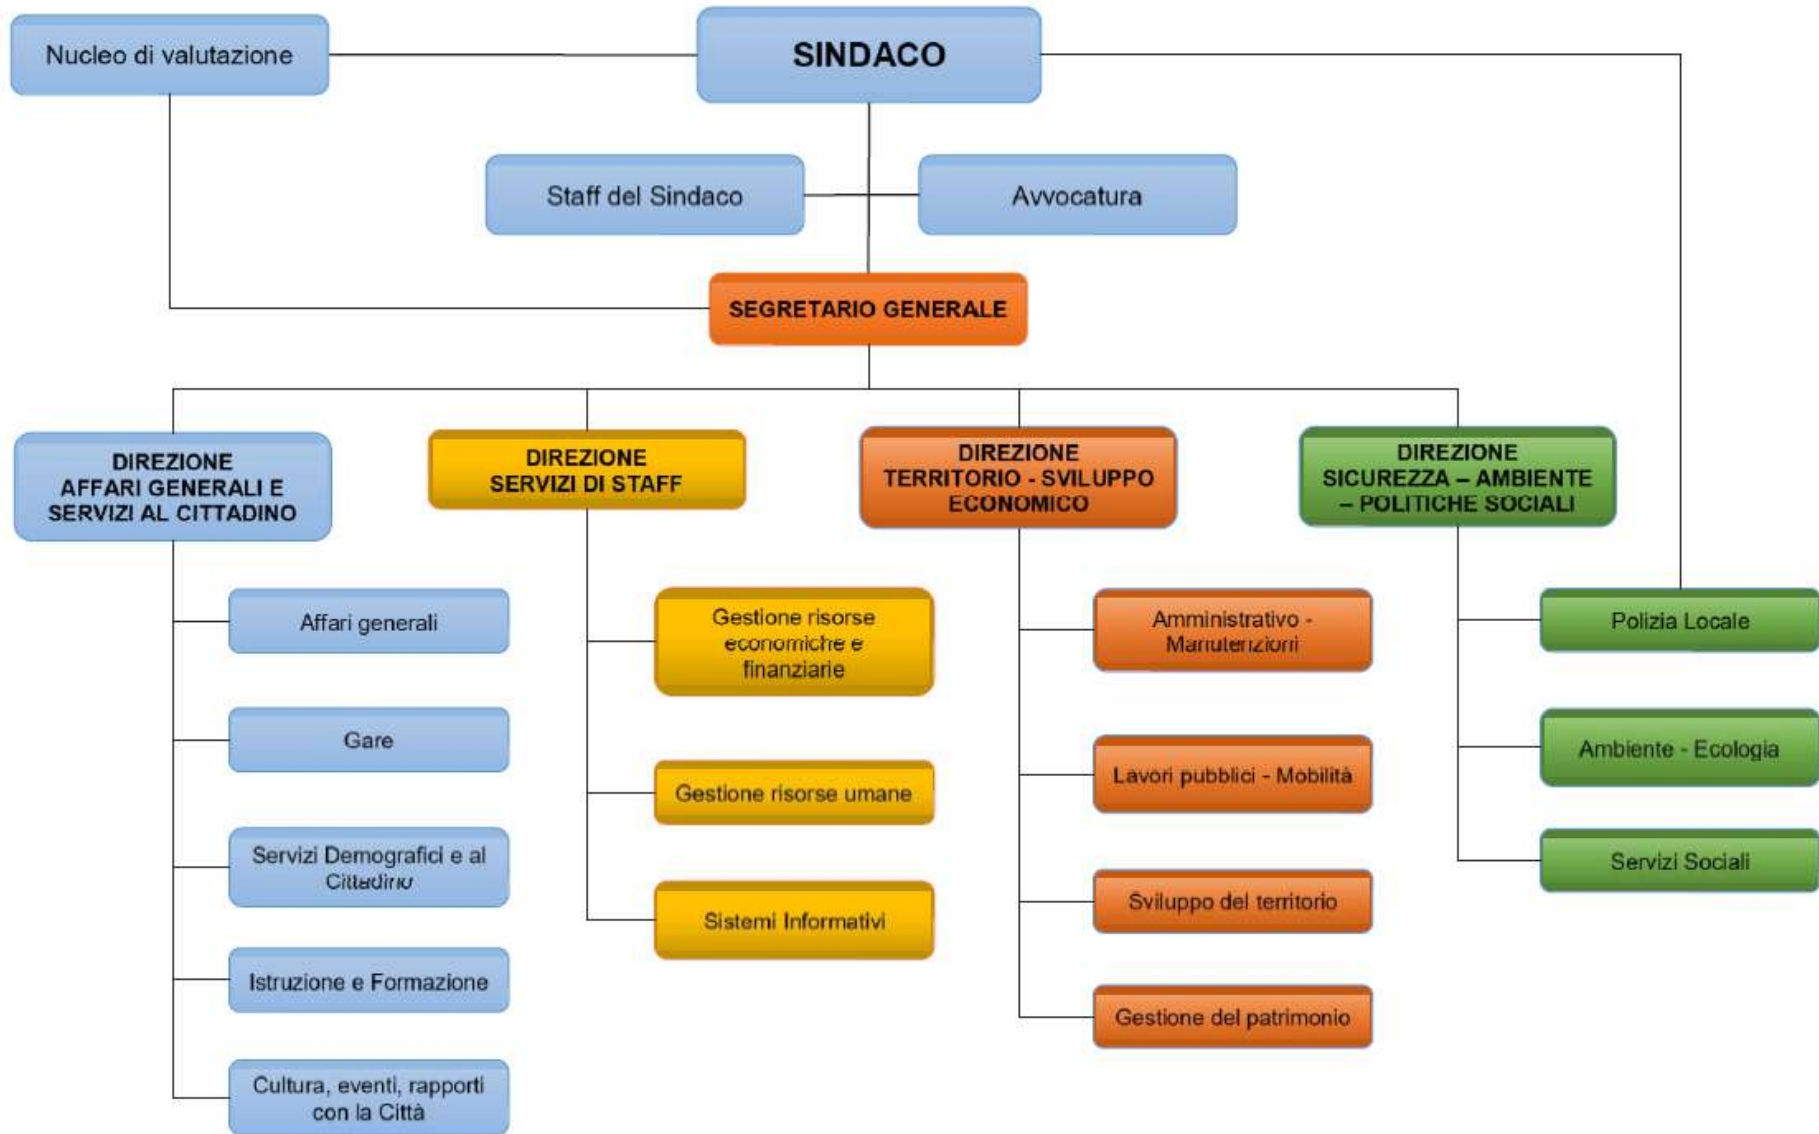 Nucleo di valutazione
SINDACO
Staff del Sindaco
Avvocatura
SEGRETARIO GENERALE
DIREZIONE
AFFARI GENERALI E
SERVIZI AL CITTADINO
DIREZIONE
SERVIZI DI STAFF
DIREZIONE
TERRITORIO - SVILUPPO
ECONOMICO
DIREZIONE
SICUREZZA – AMBIENTE
– POLITICHE SOCIALI
Affari generali
Gare
Servizi Demografici e al
Cittadino
Istruzione e Formazione
Cultura, eventi, rapporti
con la Città
Gestione risorse
economiche e
finanziarie
Gestione risorse umane
Sistemi Informativi
Amministrativo -
Manutenzioni
Lavori pubblici - Mobilità
Sviluppo del territorio
Gestione del patrimonio
Polizia Locale
Ambiente - Ecologia
Servizi Sociali